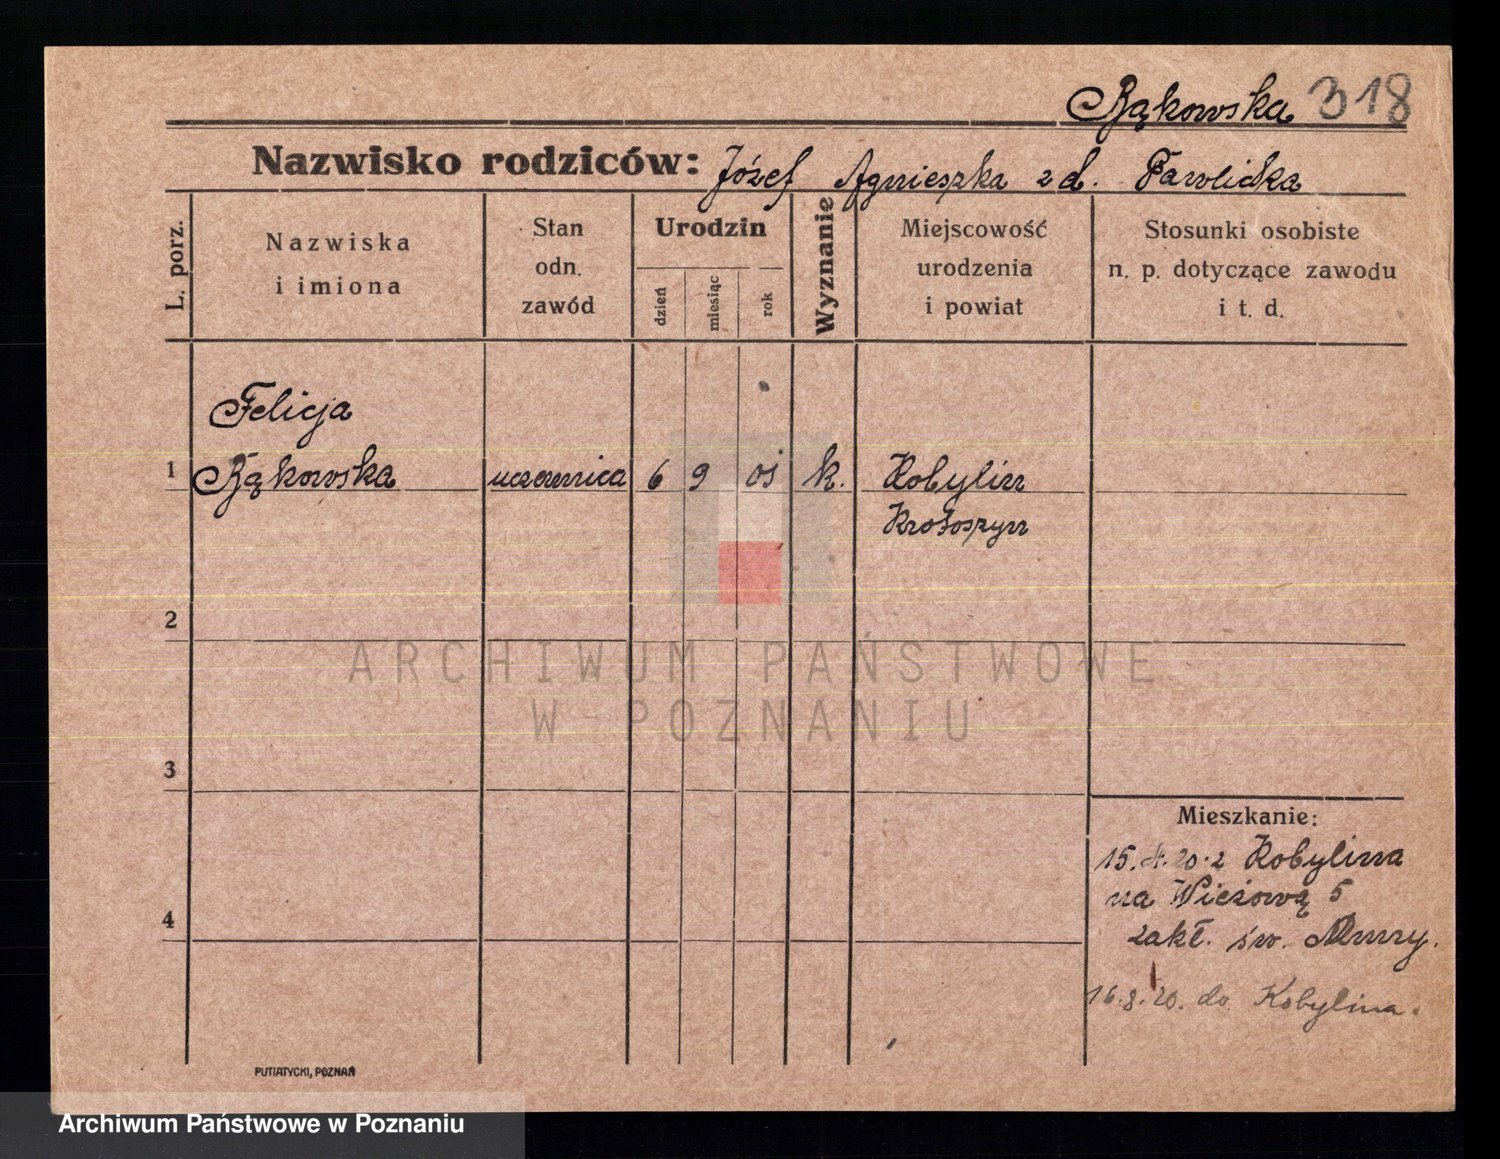 Bąkowska 318
Nazwisko rodziców: Józef Agnieszka z d. Pawlicka
L. porz.
Nazwiska
i imiona
Stan
odn.
zawód
Urodzin
dzień
miesiąc
rok
Wyznanie
Miejscowość
urodzenia
i powiat
Stosunki osobiste
n. p. dotyczące zawodu
i t. d.
Felicja
1 Bąkowska uczennica 6 9 05 k. Kobylin
Krotoszyn
2
ARCHIWUM PAŃSTWOWE
W POZNANIU
3
Mieszkanie:
15. 4. 20 z Kobylina
na Wieżową 5
4
zakł. św. Anny.
16.8.20. do Kobylina.
PUTIATYCKI, POZNAŃ
Archiwum Państwowe w Poznaniu